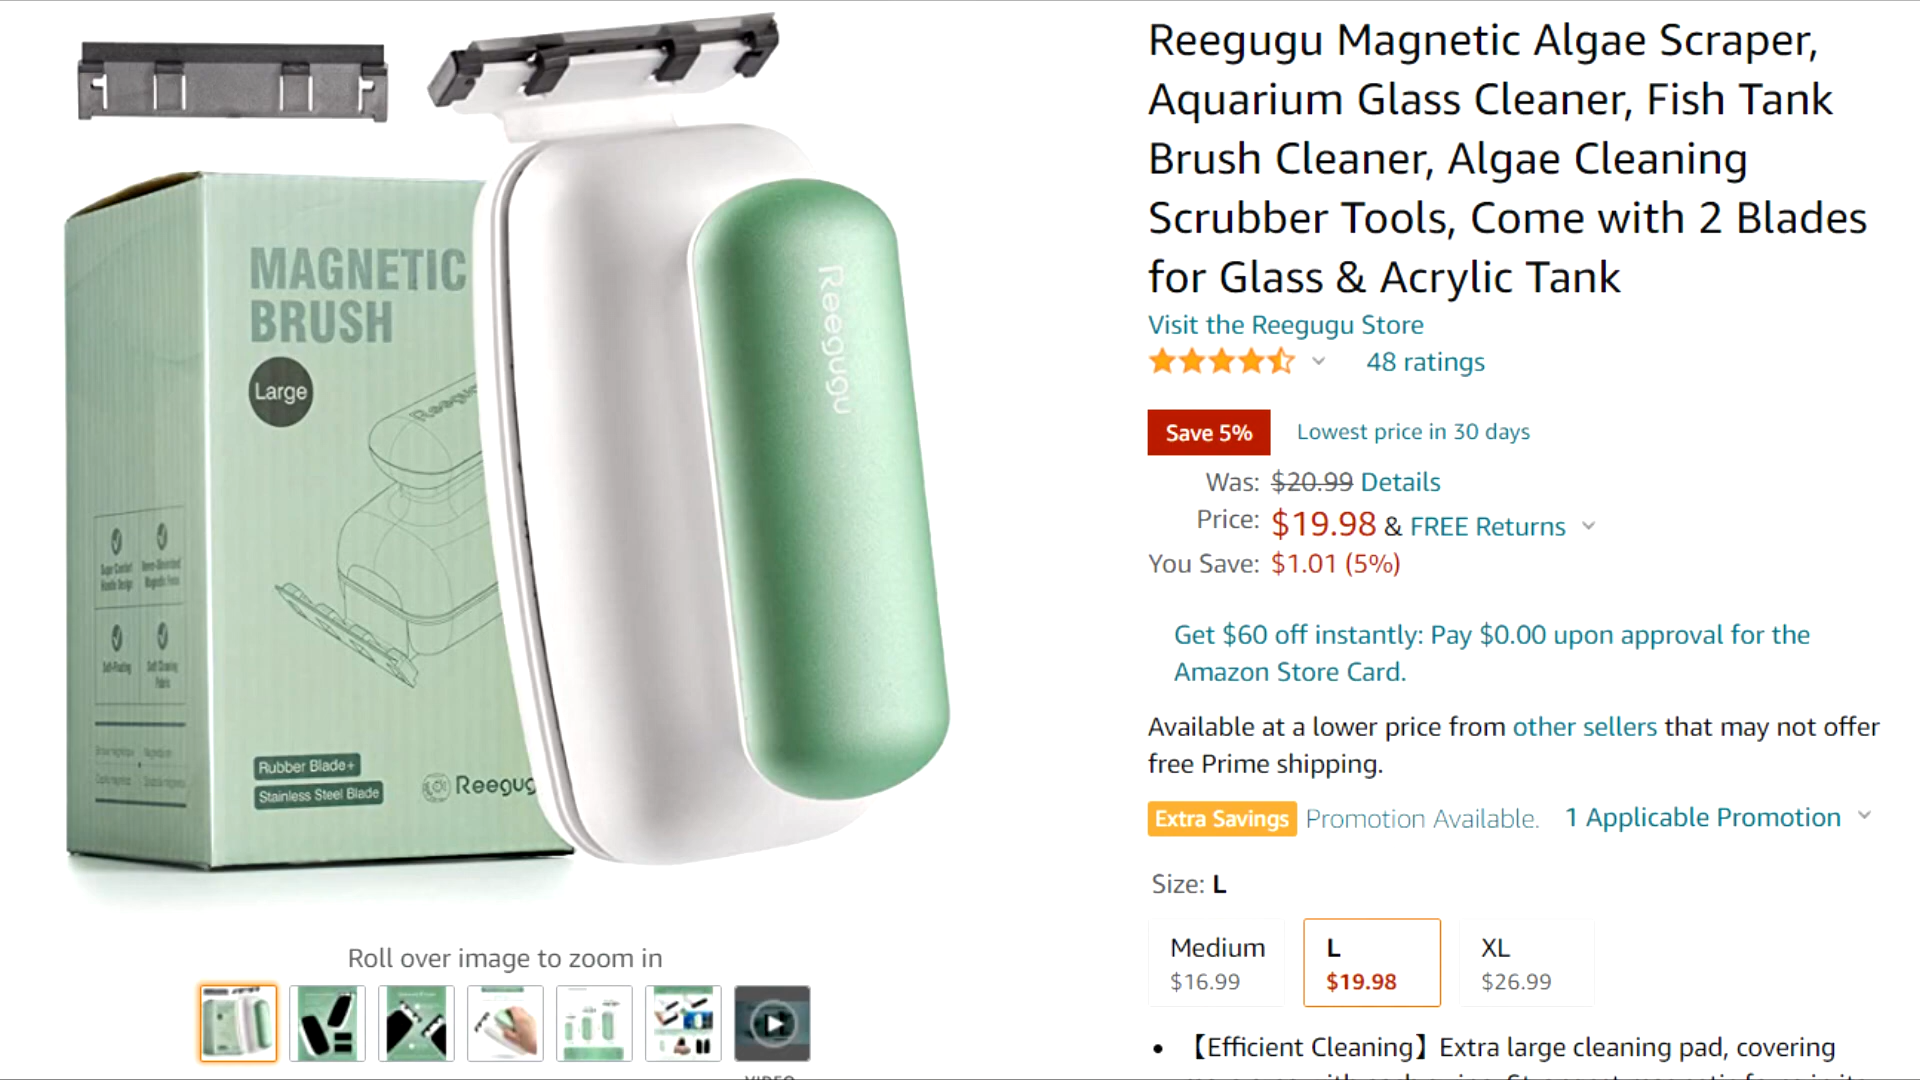 MAGNETIC
BRUSH
Large
Reegugu
Rubber Blade+
Stainless Steel Blade
Reegug
Roll over image to zoom in
VIDEO
Reegugu Magnetic Algae Scraper,
Aquarium Glass Cleaner, Fish Tank
Brush Cleaner, Algae Cleaning
Scrubber Tools, Come with 2 Blades
for Glass & Acrylic Tank
Visit the Reegugu Store
48 ratings
Save 5%
Lowest price in 30 days
Was: $20.99 Details
Price: $19.98 & FREE Returns
You Save: $1.01 (5%)
Get $60 off instantly: Pay $0.00 upon approval for the
Amazon Store Card.
Available at a lower price from other sellers that may not offer
free Prime shipping.
Extra Savings Promotion Available. 1 Applicable Promotion
Size: L
Medium
$16.99
L
$19.98
XL
$26.99
• 【Efficient Cleaning】Extra large cleaning pad, covering